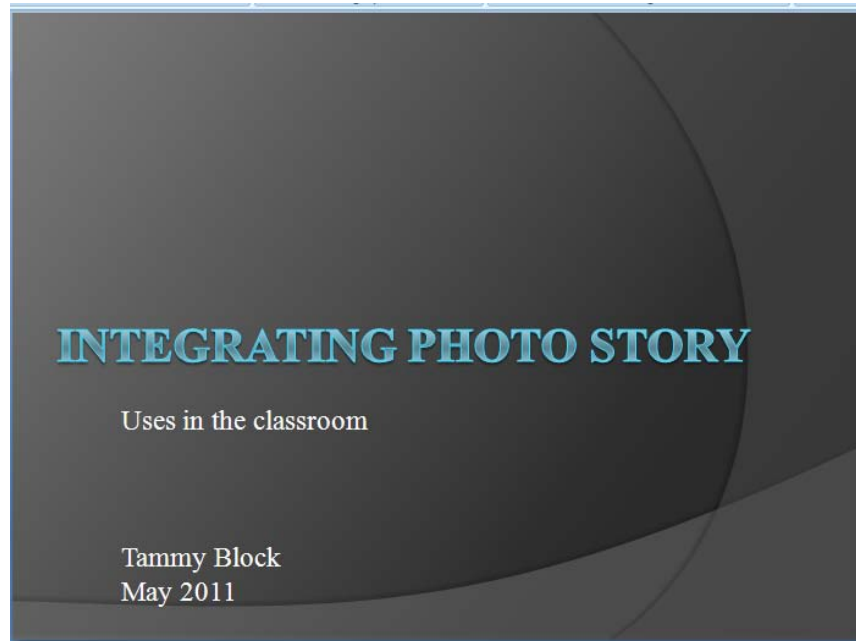 INTEGRATING PHOTO STORY
Uses in the classroom
Tammy Block
May 2011